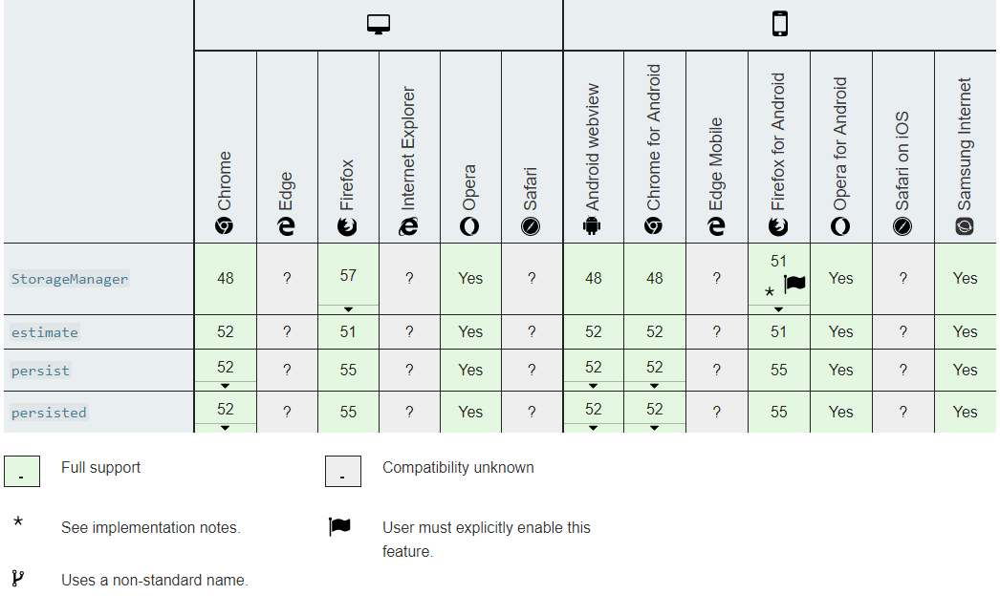 Chrome
Edge
Firefox
Internet Explorer
Opera
Safari
Android webview
Chrome for Android
Edge Mobile
Firefox for Android
Opera for Android
Safari on iOS
Samsung Internet
StorageManager 48 ? 57 ? Yes ? 48 48 ? 51 * Yes ? Yes
estimate 52 ? 51 ? Yes ? 52 52 ? 51 Yes ? Yes
persist 52 ? 55 ? Yes ? 52 52 ? 55 Yes ? Yes
persisted 52 ? 55 ? Yes ? 52 52 ? 55 Yes ? Yes
- Full support
- Compatibility unknown
* See implementation notes.
User must explicitly enable this
feature.
Uses a non-standard name.